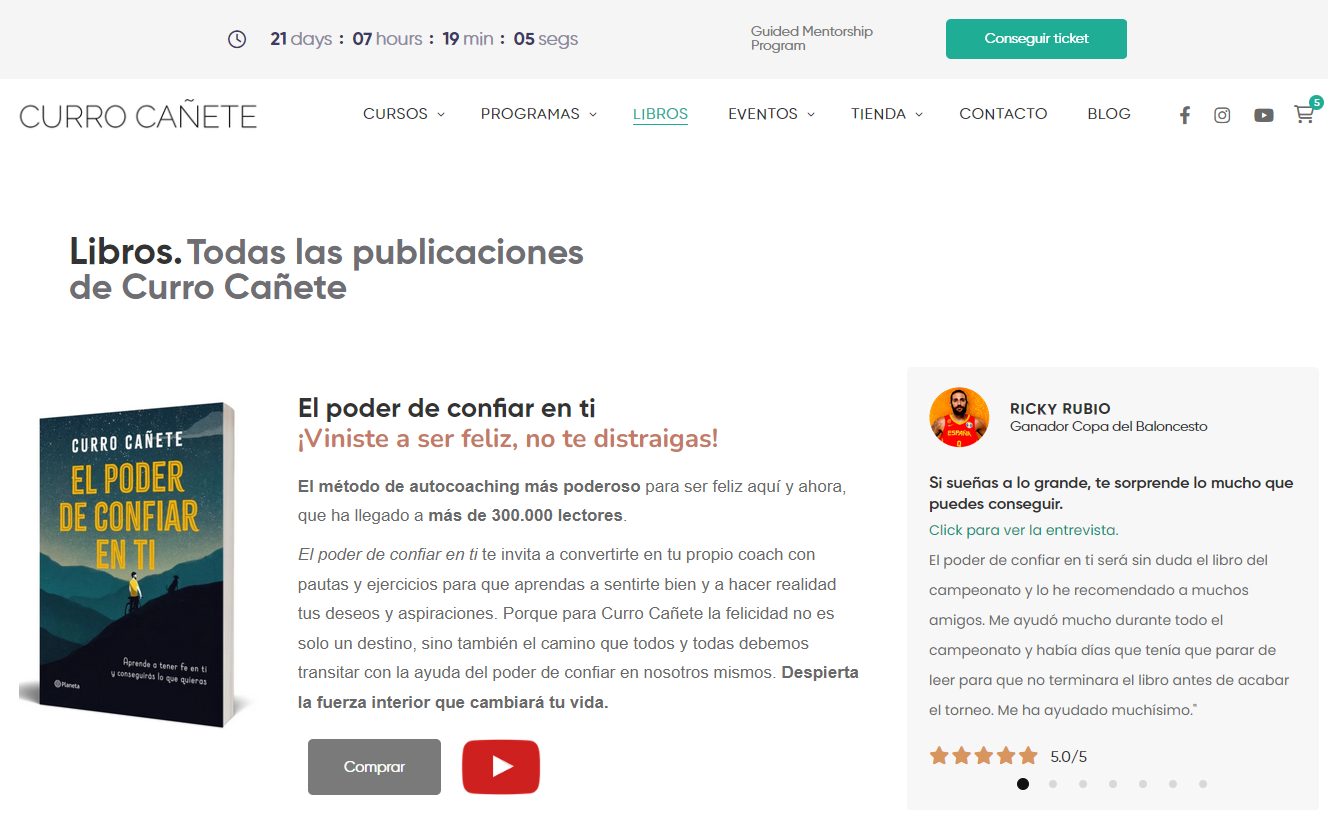 21 days : 07 hours : 19 min : 05 segs
Guided Mentorship
Program
Conseguir ticket
CURRO CAÑETE
CURSOS
PROGRAMAS
LIBROS
EVENTOS
TIENDA
CONTACTO
BLOG
5
Libros. Todas las publicaciones
de Curro Cañete
CURRO CAÑETE
EL PODER
DE CONFIAR
EN TI
Aprende a tener fe en ti
y conseguirás lo que quieras
Planeta
El poder de confiar en ti
¡Viniste a ser feliz, no te distraigas!
El método de autocoaching más poderoso para ser feliz aquí y ahora,
que ha llegado a más de 300.000 lectores.
El poder de confiar en ti te invita a convertirte en tu propio coach con
pautas y ejercicios para que aprendas a sentirte bien y a hacer realidad
tus deseos y aspiraciones. Porque para Curro Cañete la felicidad no es
solo un destino, sino también el camino que todos y todas debemos
transitar con la ayuda del poder de confiar en nosotros mismos. Despierta
la fuerza interior que cambiará tu vida.
Comprar
ESPAÑA
RICKY RUBIO
Ganador Copa del Baloncesto
Si sueñas a lo grande, te sorprende lo mucho que
puedes conseguir.
Click para ver la entrevista.
El poder de confiar en ti será sin duda el libro del
campeonato y lo he recomendado a muchos
amigos. Me ayudó mucho durante todo el
campeonato y había días que tenía que parar de
leer para que no terminara el libro antes de acabar
el torneo. Me ha ayudado muchísimo."
5.0/5